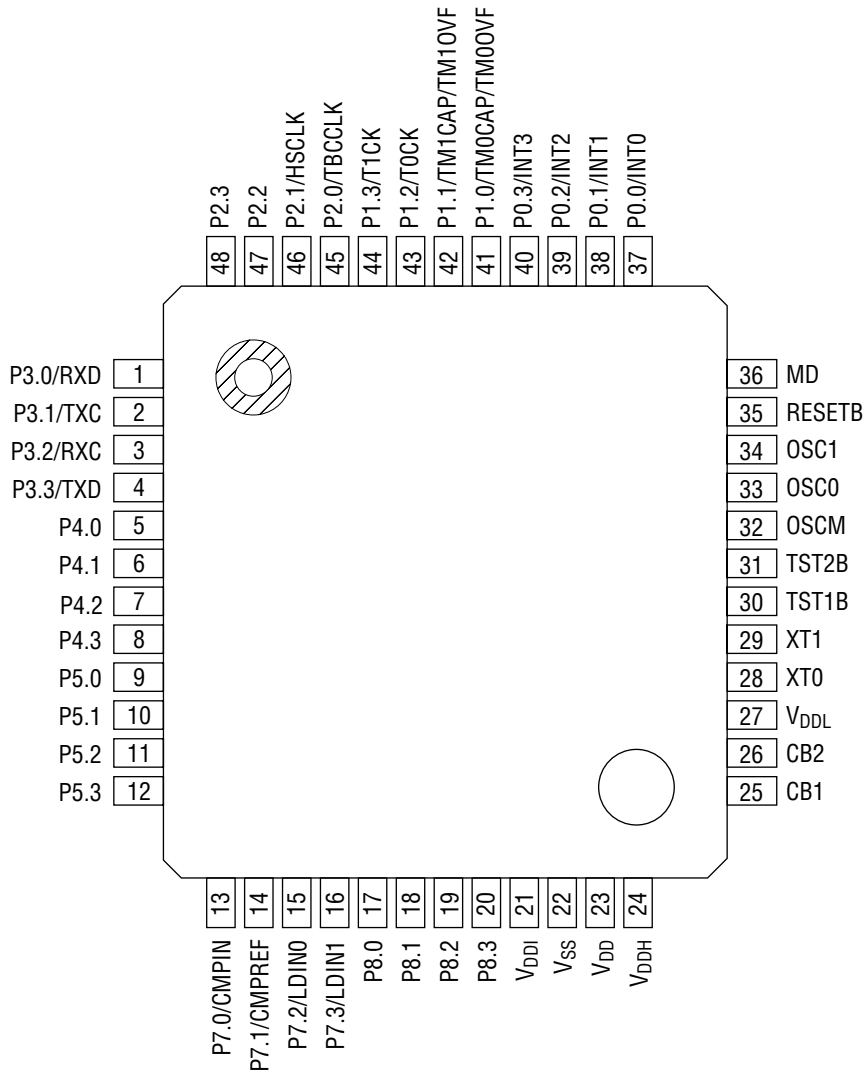 48 P2.3
47 P2.2
46 P2.1/HSCLK
45 P2.0/TBCCLK
44 P1.3/T1CK
43 P1.2/T0CK
42 P1.1/TM1CAP/TM1OVF
41 P1.0/TM0CAP/TM0OVF
40 P0.3/INT3
39 P0.2/INT2
38 P0.1/INT1
37 P0.0/INT0
P3.0/RXD 1
P3.1/TXC 2
P3.2/RXC 3
P3.3/TXD 4
P4.0 5
P4.1 6
P4.2 7
P4.3 8
P5.0 9
P5.1 10
P5.2 11
P5.3 12
36 MD
35 RESETB
34 OSC1
33 OSC0
32 OSCM
31 TST2B
30 TST1B
29 XT1
28 XT0
27 VDDL
26 CB2
25 CB1
P7.0/CMPIN 13
P7.1/CMPREF 14
P7.2/LDIN0 15
P7.3/LDIN1 16
P8.0 17
P8.1 18
P8.2 19
P8.3 20
VDDI 21
VSS 22
VDD 23
VDDH 24